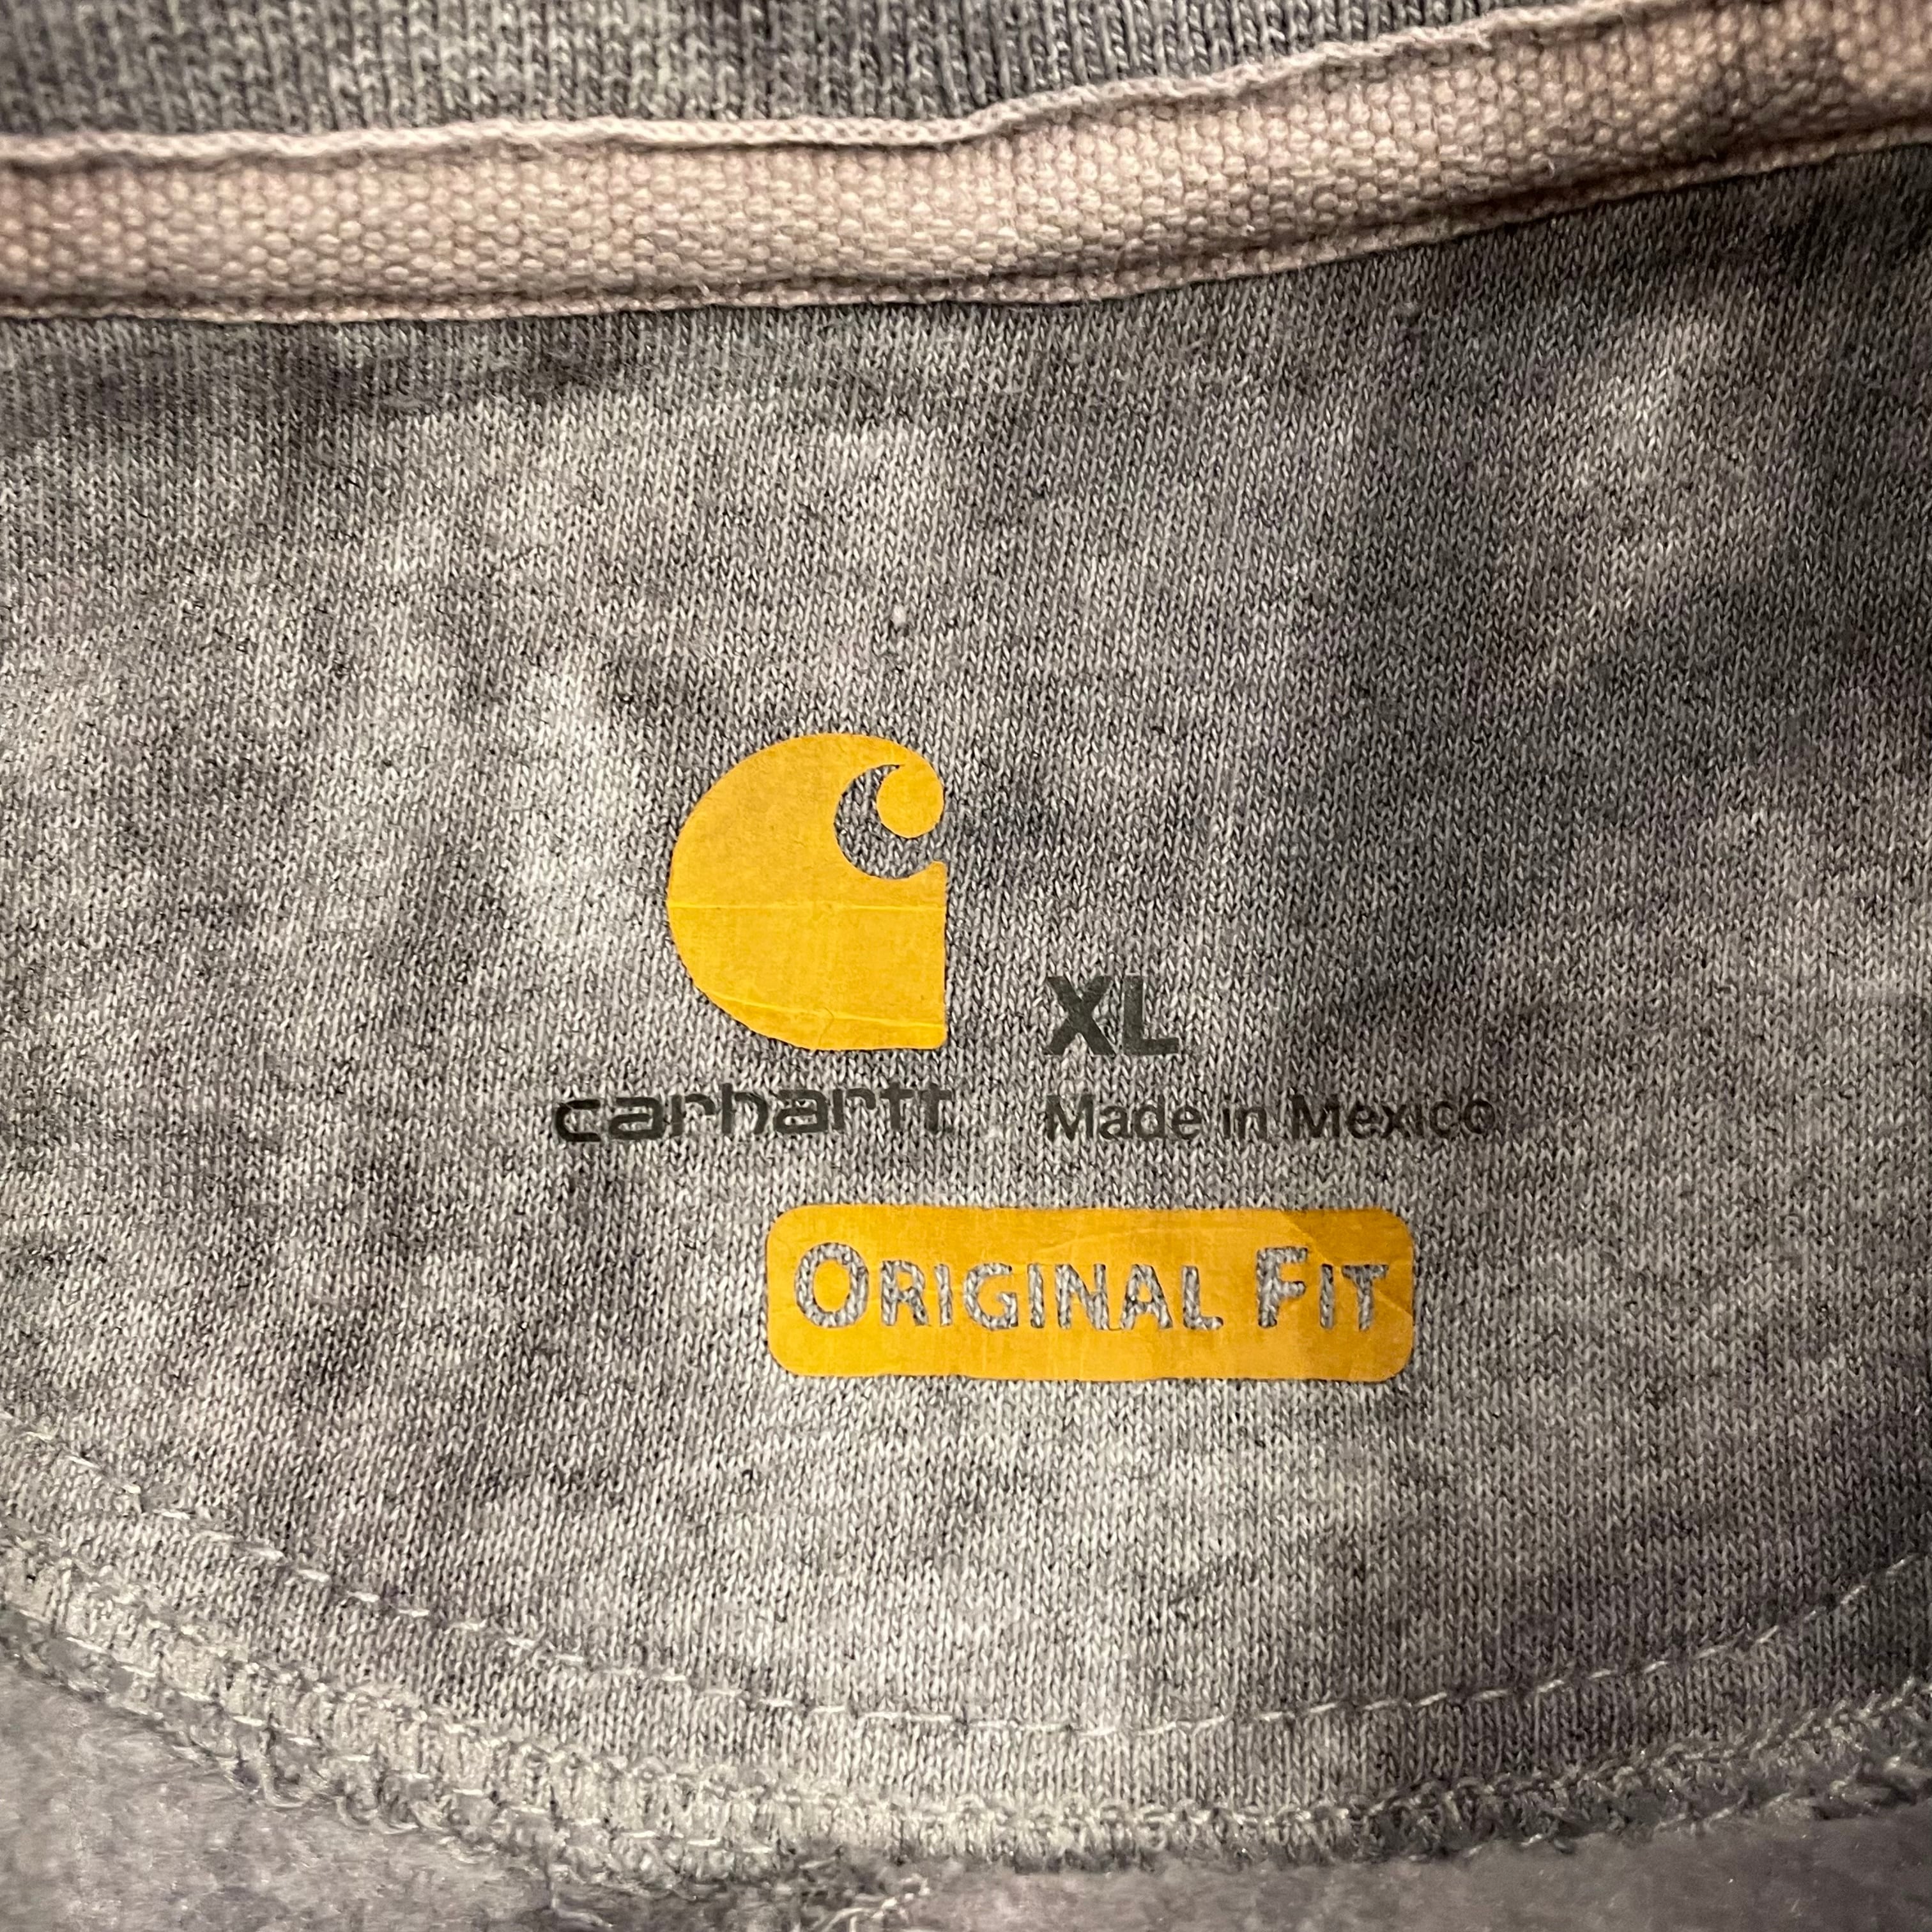 XL
carhartt Made in Mexico
ORIGINAL FIT